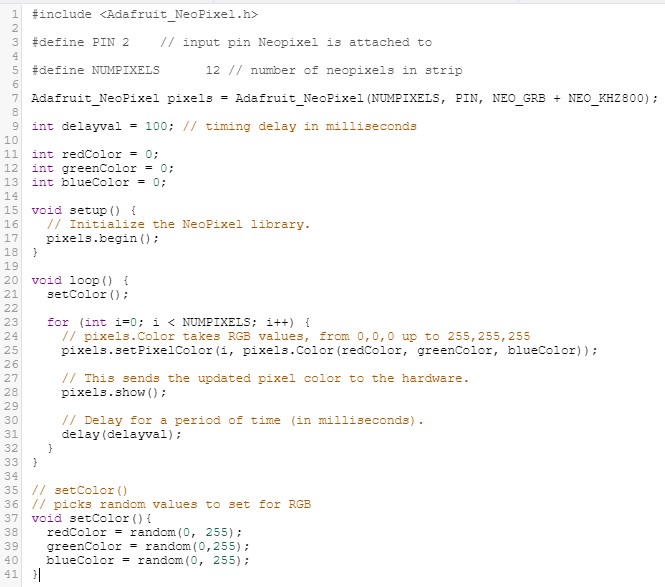 1 #include <Adafruit_NeoPixel.h>
2
3 #define PIN 2    // input pin Neopixel is attached to
4
5 #define NUMPIXELS      12 // number of neopixels in strip
6
7 Adafruit_NeoPixel pixels = Adafruit_NeoPixel(NUMPIXELS, PIN, NEO_GRB + NEO_KHZ800);
8
9 int delayval = 100; // timing delay in milliseconds
10
11 int redColor = 0;
12 int greenColor = 0;
13 int blueColor = 0;
14
15 void setup() {
16   // Initialize the NeoPixel library.
17   pixels.begin();
18 }
19
20 void loop() {
21   setColor();
22
23   for (int i=0; i < NUMPIXELS; i++) {
24     // pixels.Color takes RGB values, from 0,0,0 up to 255,255,255
25     pixels.setPixelColor(i, pixels.Color(redColor, greenColor, blueColor));
26
27     // This sends the updated pixel color to the hardware.
28     pixels.show();
29
30     // Delay for a period of time (in milliseconds).
31     delay(delayval);
32   }
33 }
34
35 // setColor()
36 // picks random values to set for RGB
37 void setColor(){
38   redColor = random(0, 255);
39   greenColor = random(0,255);
40   blueColor = random(0, 255);
41 }